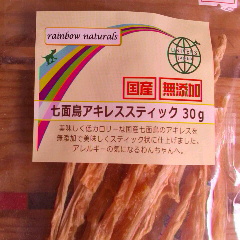 rainbow naturals
国産 無添加
七面鳥アキレススティック 30g
美味しく低カロリーな国産七面鳥のアキレスを
無添加で美味しくスティック状に仕上げました。
アレルギーの気になるわんちゃんへ。